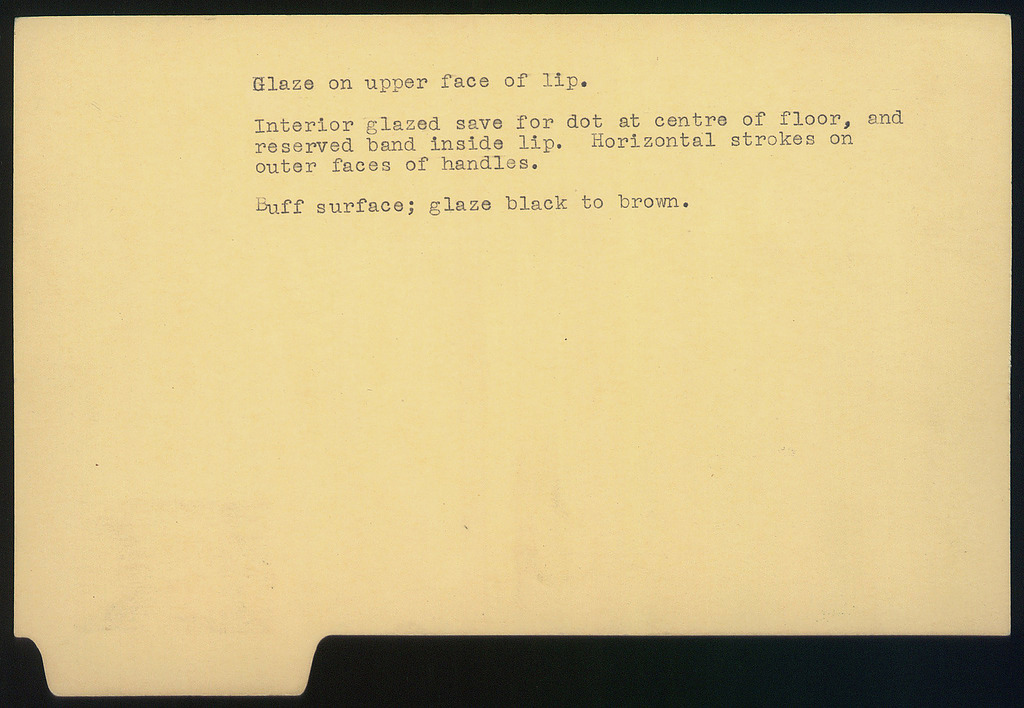 Glaze on upper face of lip.
Interior glazed save for dot at centre of floor, and
reserved band inside lip.  Horizontal strokes on
outer faces of handles.
Buff surface; glaze black to brown.